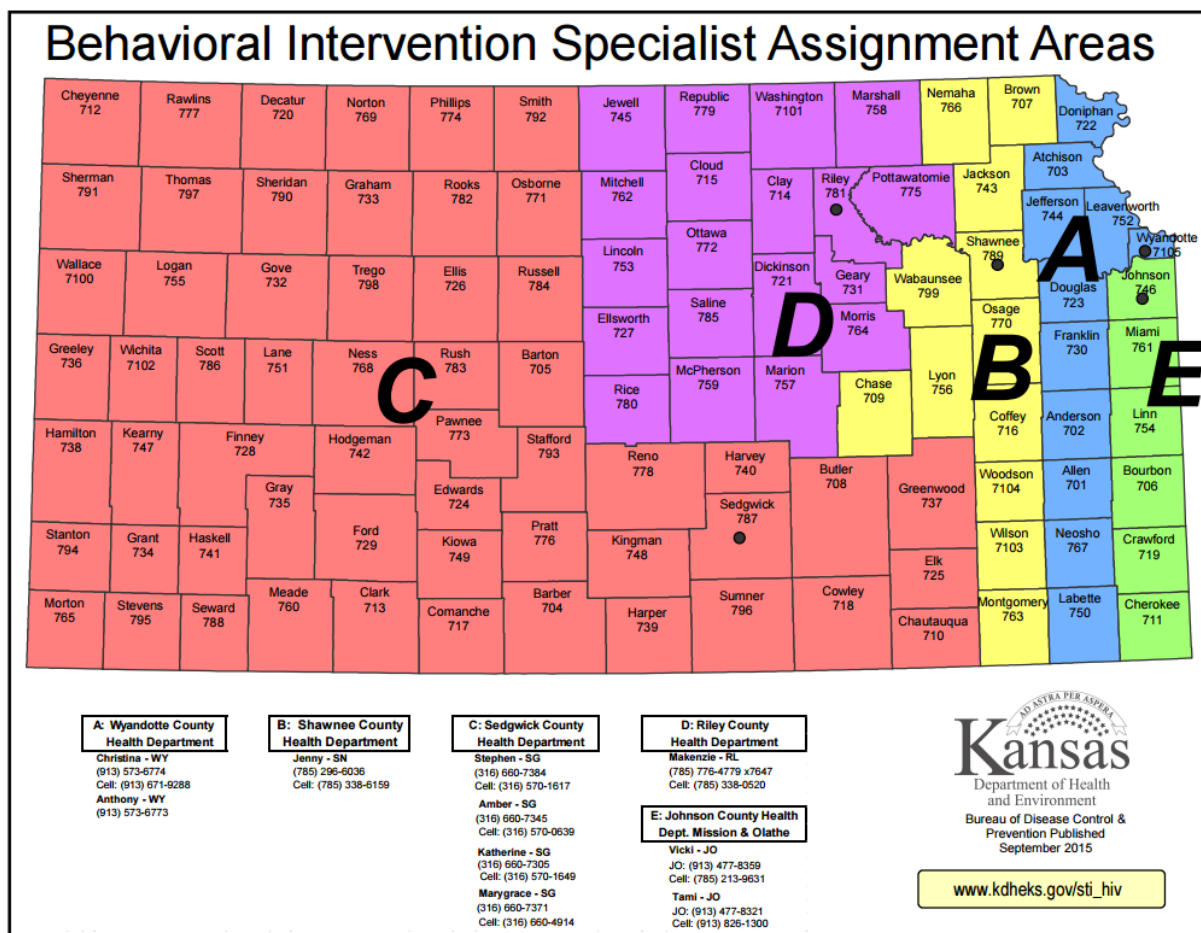 Behavioral Intervention Specialist Assignment Areas
Cheyenne
712
Rawlins
777
Decatur
720
Norton
769
Phillips
774
Smith
792
Jewell
745
Republic
779
Washington
7101
Marshall
758
Nemaha
766
Brown
707
Doniphan
722
Sherman
791
Thomas
797
Sheridan
790
Graham
733
Rooks
782
Osborne
771
Mitchell
762
Cloud
715
Clay
714
Riley
781
Pottawatomie
775
Jackson
743
Atchison
703
Jefferson
744
Leavenworth
752
Wyandotte
7105
Wallace
7100
Logan
755
Gove
732
Trego
798
Ellis
726
Russell
784
Lincoln
753
Ottawa
772
Dickinson
721
Geary
731
Wabaunsee
799
Shawnee
789
Douglas
723
Johnson
746
A
Ellsworth
727
Saline
785
Morris
764
Osage
770
Franklin
730
Miami
761
D
B
E
Greeley
736
Wichita
7102
Scott
786
Lane
751
Ness
768
Rush
783
Barton
705
C
Rice
780
McPherson
759
Marion
757
Chase
709
Lyon
756
Coffey
716
Anderson
702
Linn
754
Hamilton
738
Kearny
747
Finney
728
Hodgeman
742
Pawnee
773
Stafford
793
Reno
778
Harvey
740
Butler
708
Greenwood
737
Woodson
7104
Allen
701
Bourbon
706
Gray
735
Edwards
724
Sedgwick
787
Stanton
794
Grant
734
Haskell
741
Ford
729
Kiowa
749
Pratt
776
Kingman
748
Elk
725
Wilson
7103
Neosho
767
Crawford
719
Morton
765
Stevens
795
Seward
788
Meade
760
Clark
713
Comanche
717
Barber
704
Harper
739
Sumner
796
Cowley
718
Chautauqua
710
Montgomery
763
Labette
750
Cherokee
711
A: Wyandotte County
Health Department
Christina - WY
(913) 573-6774
Cell: (913) 671-9288
Anthony - WY
(913) 573-6773
B: Shawnee County
Health Department
Jenny - SN
(785) 296-6036
Cell: (785) 338-6159
C: Sedgwick County
Health Department
Stephen - SG
(316) 660-7384
Cell: (316) 570-1617
Amber - SG
(316) 660-7345
Cell: (316) 570-0639
Katherine - SG
(316) 660-7305
Cell: (316) 570-1649
Marygrace - SG
(316) 660-7371
Cell: (316) 660-4914
D: Riley County
Health Department
Makenzie - RL
(785) 776-4779 x7647
Cell: (785) 338-0520
E: Johnson County Health
Dept. Mission & Olathe
Vicki - JO
JO: (913) 477-8359
Cell: (785) 213-9631
Tami - JO
JO: (913) 477-8321
Cell: (913) 826-1300
AD ASTRA PER ASPERA
Kansas
Department of Health
and Environment
Bureau of Disease Control &
Prevention Published
September 2015
www.kdheks.gov/sti_hiv